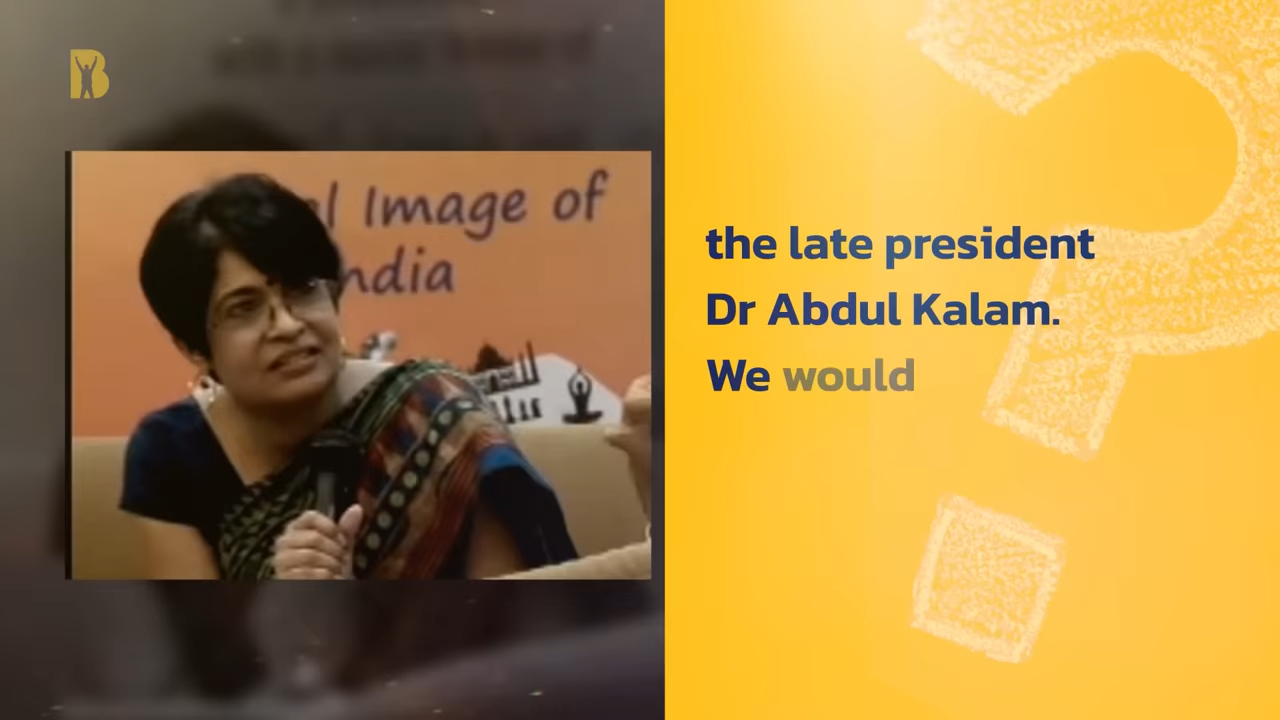 l Image of
ndia
the late president
Dr Abdul Kalam.
We would